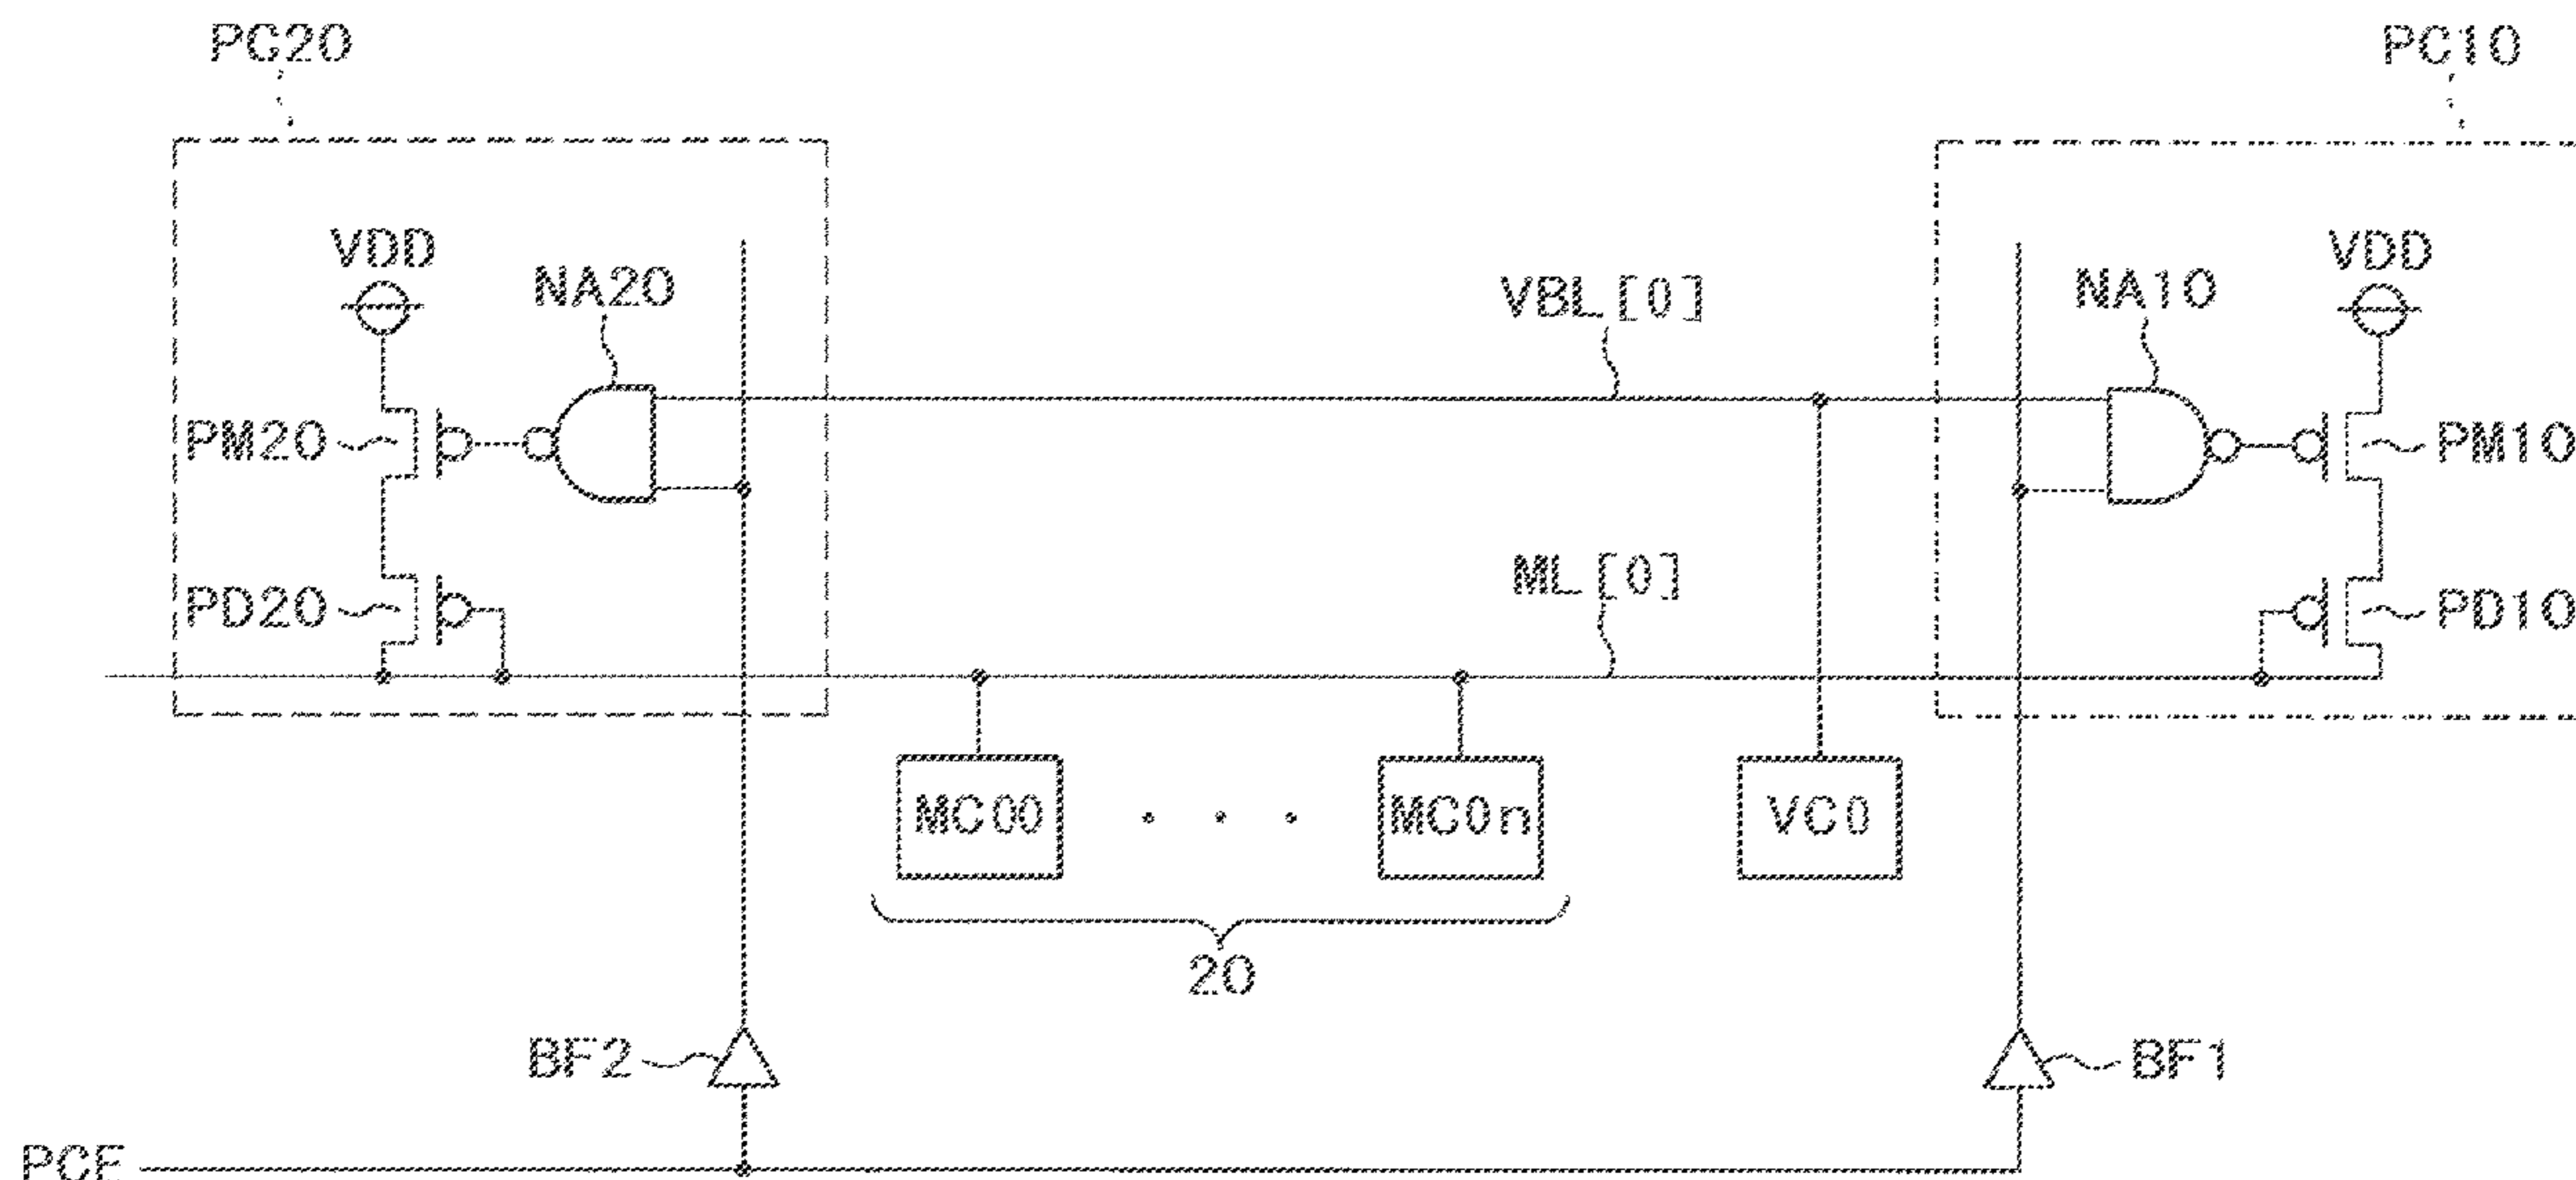 PC20
PC10
VDD
NA20
VBL[0]
NA10
VDD
PM20
PM10
ML[0]
PD20
PD10
MC00
MC0n
VC0
20
BF2
BF1
PCE